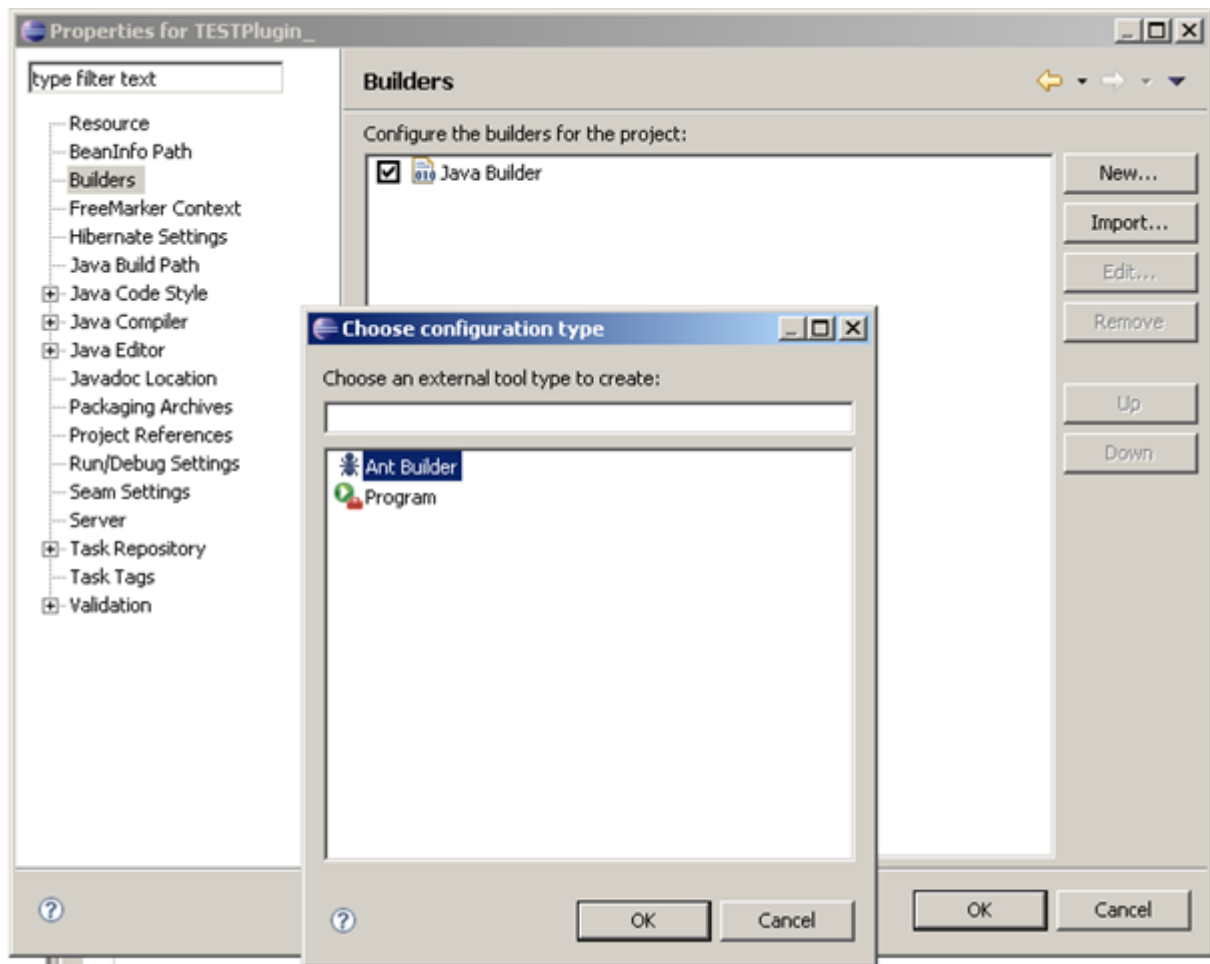 Properties for TESTPlugin_
type filter text
Resource
BeanInfo Path
Builders
FreeMarker Context
Hibernate Settings
Java Build Path
Java Code Style
Java Compiler
Java Editor
Javadoc Location
Packaging Archives
Project References
Run/Debug Settings
Seam Settings
Server
Task Repository
Task Tags
Validation
Builders
Configure the builders for the project:
Java Builder
New...
Import...
Edit...
Remove
Up
Down
Choose configuration type
Choose an external tool type to create:
Ant Builder
Program
OK
Cancel
OK
Cancel